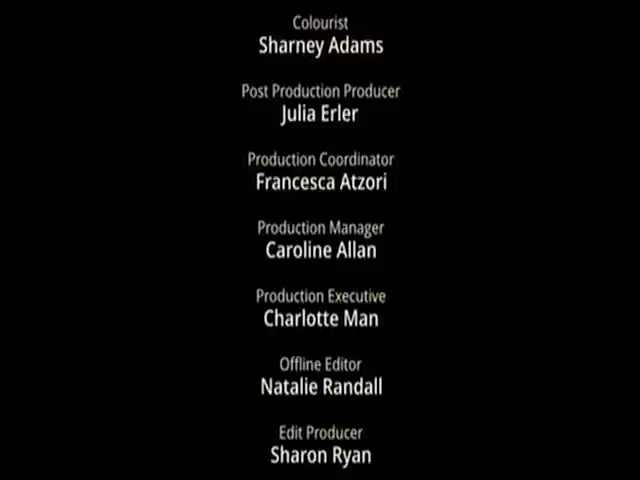 Colourist
Sharney Adams
Post Production Producer
Julia Erler
Production Coordinator
Francesca Atzori
Production Manager
Caroline Allan
Production Executive
Charlotte Man
Offline Editor
Natalie Randall
Edit Producer
Sharon Ryan